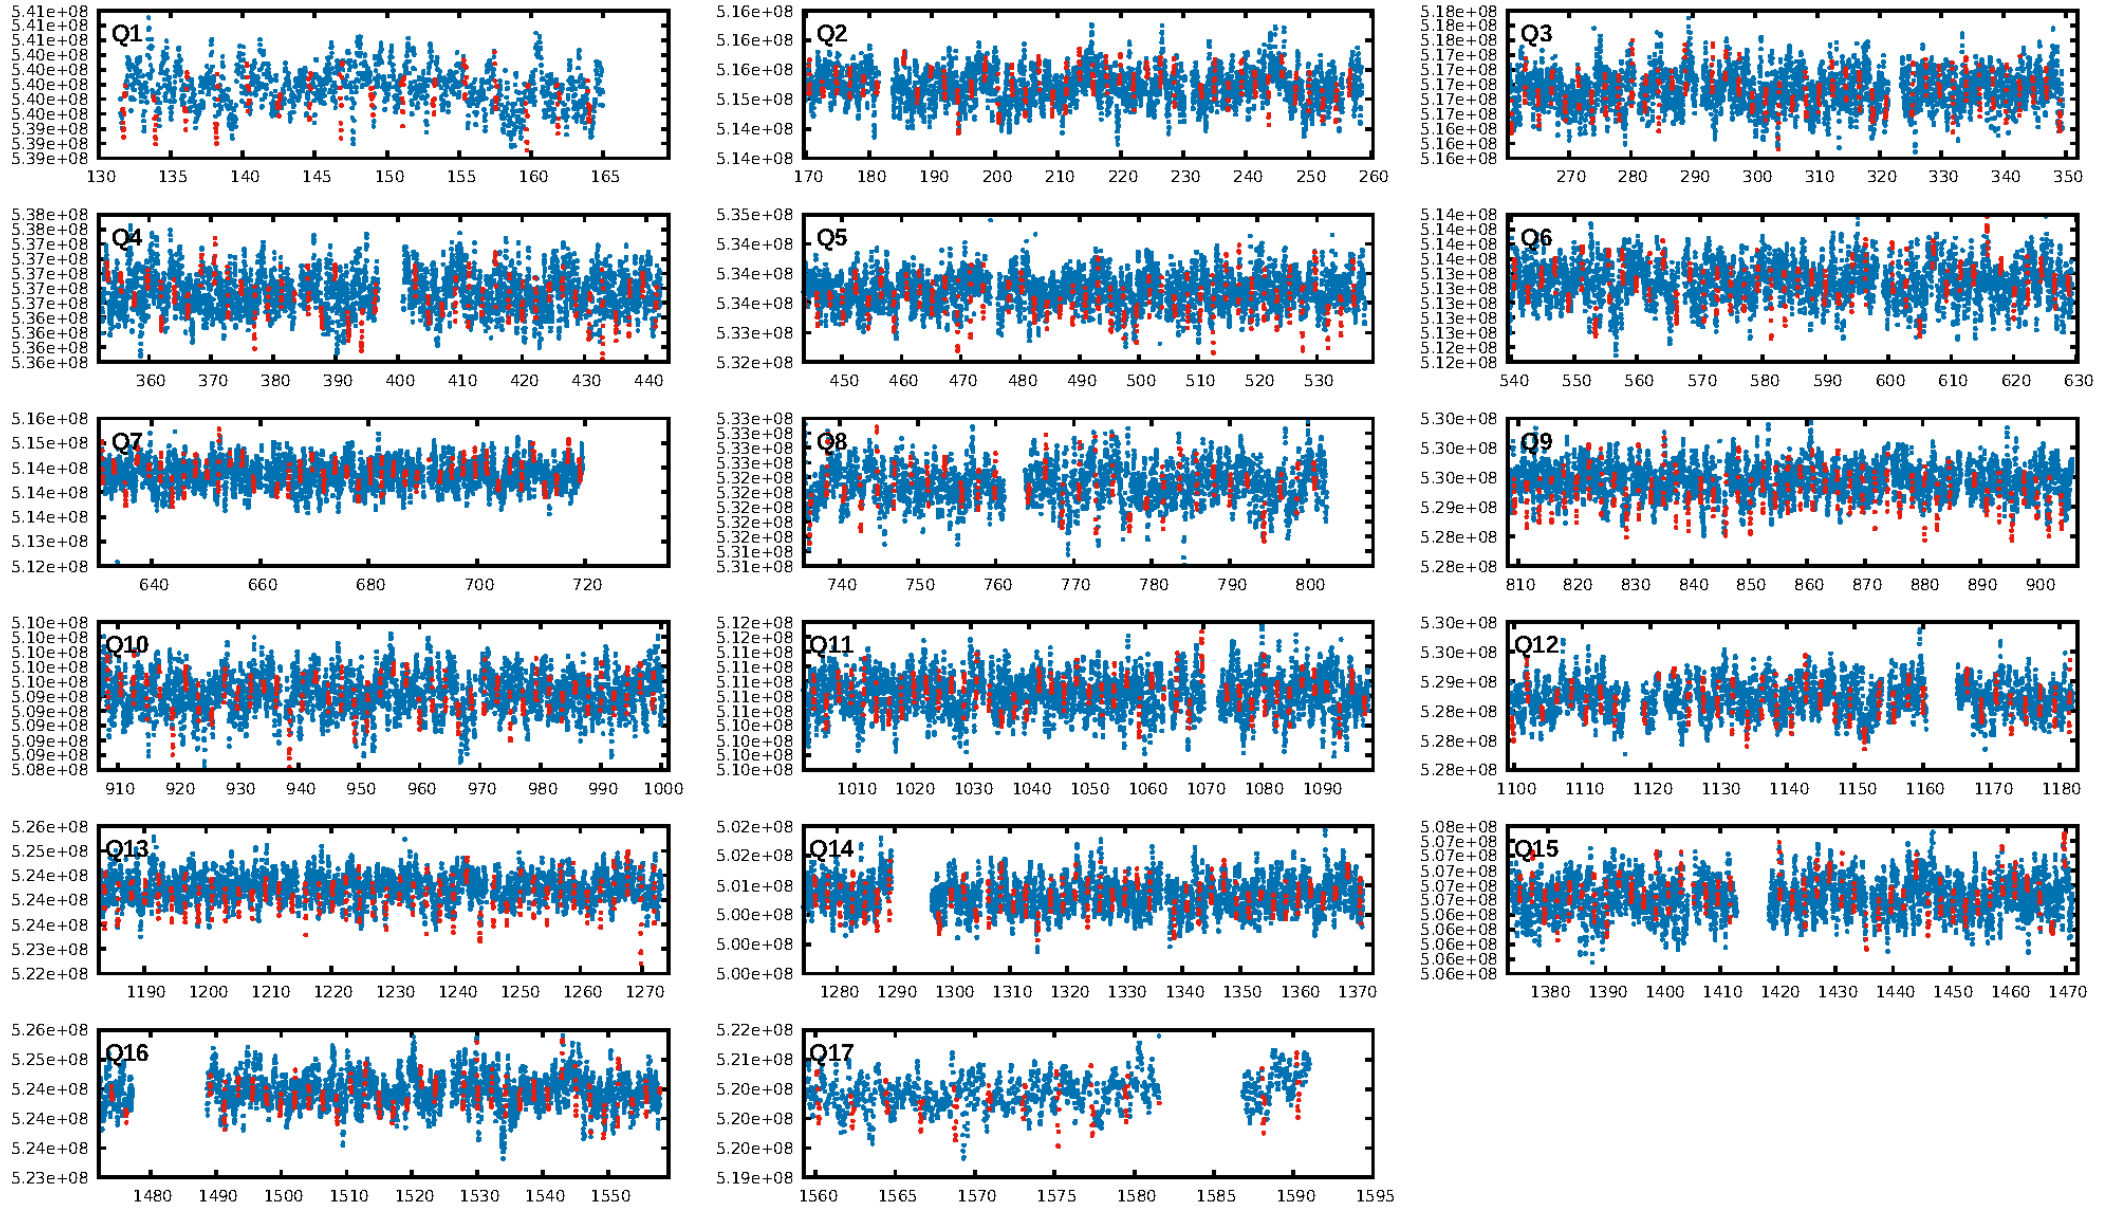 5.41e+08 5.41e+08 5.40e+08 5.40e+08 5.40e+08 5.40e+08 5.40e+08 5.40e+08 5.39e+08 5.39e+08 5.39e+08
Q1
130 135 140 145 150 155 160 165
5.16e+08 5.16e+08 5.16e+08 5.15e+08 5.14e+08 5.14e+08
Q2
170 180 190 200 210 220 230 240 250 260
5.18e+08 5.18e+08 5.17e+08 5.17e+08 5.17e+08 5.17e+08 5.17e+08 5.17e+08 5.16e+08 5.16e+08 5.16e+08
Q3
270 280 290 300 310 320 330 340 350
5.38e+08 5.37e+08 5.37e+08 5.37e+08 5.37e+08 5.37e+08 5.37e+08 5.36e+08 5.36e+08 5.36e+08 5.36e+08
Q4
360 370 380 390 400 410 420 430 440
5.35e+08 5.34e+08 5.34e+08 5.34e+08 5.33e+08 5.32e+08
Q5
450 460 470 480 490 500 510 520 530
5.14e+08 5.14e+08 5.14e+08 5.14e+08 5.13e+08 5.13e+08 5.13e+08 5.13e+08 5.13e+08 5.12e+08 5.12e+08
Q6
540 550 560 570 580 590 600 610 620 630
5.16e+08 5.15e+08 5.14e+08 5.14e+08 5.14e+08 5.13e+08 5.12e+08
Q7
640 660 680 700 720
5.33e+08 5.33e+08 5.33e+08 5.33e+08 5.32e+08 5.32e+08 5.32e+08 5.32e+08 5.32e+08 5.31e+08 5.31e+08
Q8
740 750 760 770 780 790 800
5.30e+08 5.30e+08 5.30e+08 5.29e+08 5.28e+08 5.28e+08
Q9
810 820 830 840 850 860 870 880 890 900
5.10e+08 5.10e+08 5.10e+08 5.10e+08 5.10e+08 5.09e+08 5.09e+08 5.09e+08 5.09e+08 5.09e+08 5.08e+08
Q10
910 920 930 940 950 960 970 980 990 1000
5.12e+08 5.12e+08 5.11e+08 5.11e+08 5.11e+08 5.11e+08 5.11e+08 5.10e+08 5.10e+08 5.10e+08 5.10e+08
Q11
1010 1020 1030 1040 1050 1060 1070 1080 1090
5.30e+08 5.30e+08 5.29e+08 5.28e+08 5.28e+08 5.28e+08
Q12
1100 1110 1120 1130 1140 1150 1160 1170 1180
5.26e+08 5.25e+08 5.24e+08 5.24e+08 5.24e+08 5.23e+08 5.22e+08
Q13
1190 1200 1210 1220 1230 1240 1250 1260 1270
5.02e+08 5.02e+08 5.01e+08 5.00e+08 5.00e+08 5.00e+08
Q14
1280 1290 1300 1310 1320 1330 1340 1350 1360 1370
5.08e+08 5.07e+08 5.07e+08 5.07e+08 5.07e+08 5.07e+08 5.06e+08 5.06e+08 5.06e+08 5.06e+08 5.06e+08
Q15
1380 1390 1400 1410 1420 1430 1440 1450 1460 1470
5.26e+08 5.25e+08 5.24e+08 5.24e+08 5.24e+08 5.23e+08
Q16
1480 1490 1500 1510 1520 1530 1540 1550
5.22e+08 5.21e+08 5.20e+08 5.20e+08 5.20e+08 5.19e+08
Q17
1560 1565 1570 1575 1580 1585 1590 1595